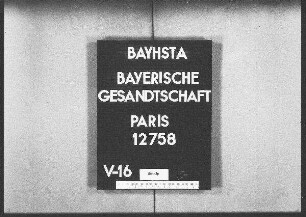 BAYHSTA
BAYERISCHE
GESANDTSCHAFT
PARIS
12758
V-16